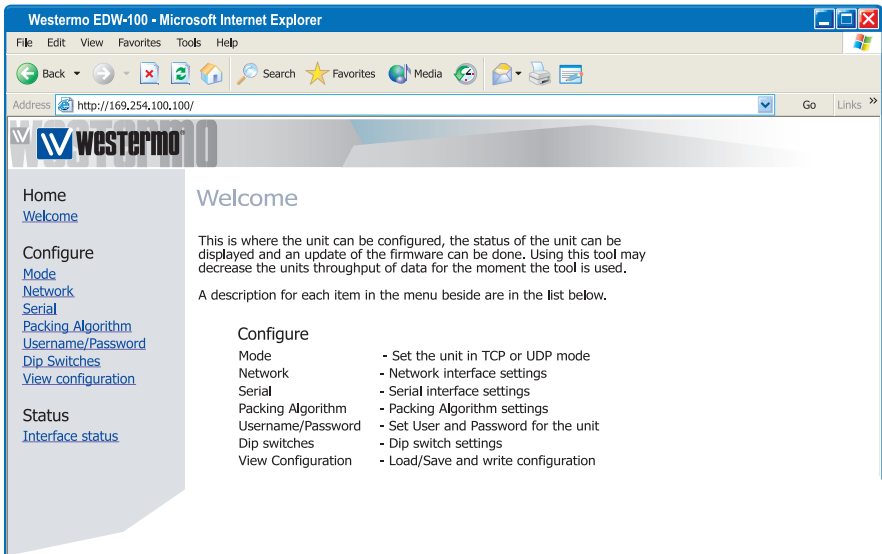 Westermo EDW-100 - Microsoft Internet Explorer
File Edit View Favorites Tools Help
Back Search Favorites Media
Address http://169.254.100.100/ Go Links »
westermo
Home
Welcome
Configure
Mode
Network
Serial
Packing Algorithm
Username/Password
Dip Switches
View configuration
Status
Interface status
Welcome
This is where the unit can be configured, the status of the unit can be
displayed and an update of the firmware can be done. Using this tool may
decrease the units throughput of data for the moment the tool is used.
A description for each item in the menu beside are in the list below.
Configure
Mode - Set the unit in TCP or UDP mode
Network - Network interface settings
Serial - Serial interface settings
Packing Algorithm - Packing Algorithm settings
Username/Password - Set User and Password for the unit
Dip switches - Dip switch settings
View Configuration - Load/Save and write configuration